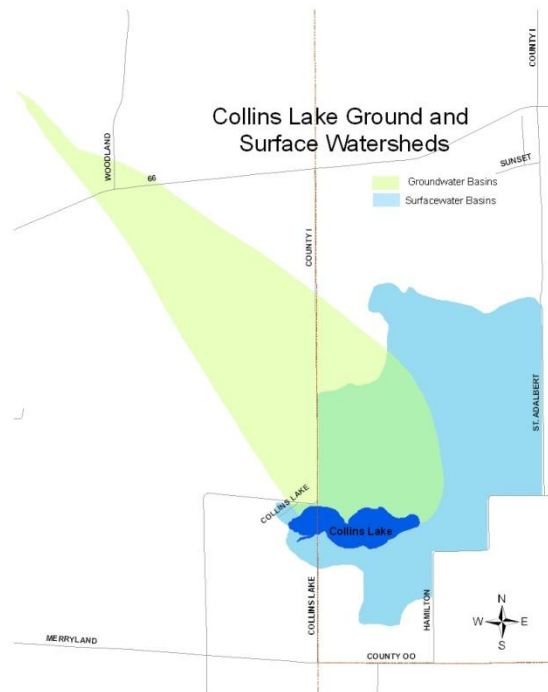 COUNTY I
Collins Lake Ground and
Surface Watersheds
WOODLAND
SUNSET
66
Groundwater Basins
Surfacewater Basins
COUNTY I
ST. ADALBERT
COLLINS LAKE
Collins Lake
COLLINS LAKE
HAMILTON
N
W E
S
MERRYLAND
COUNTY OO